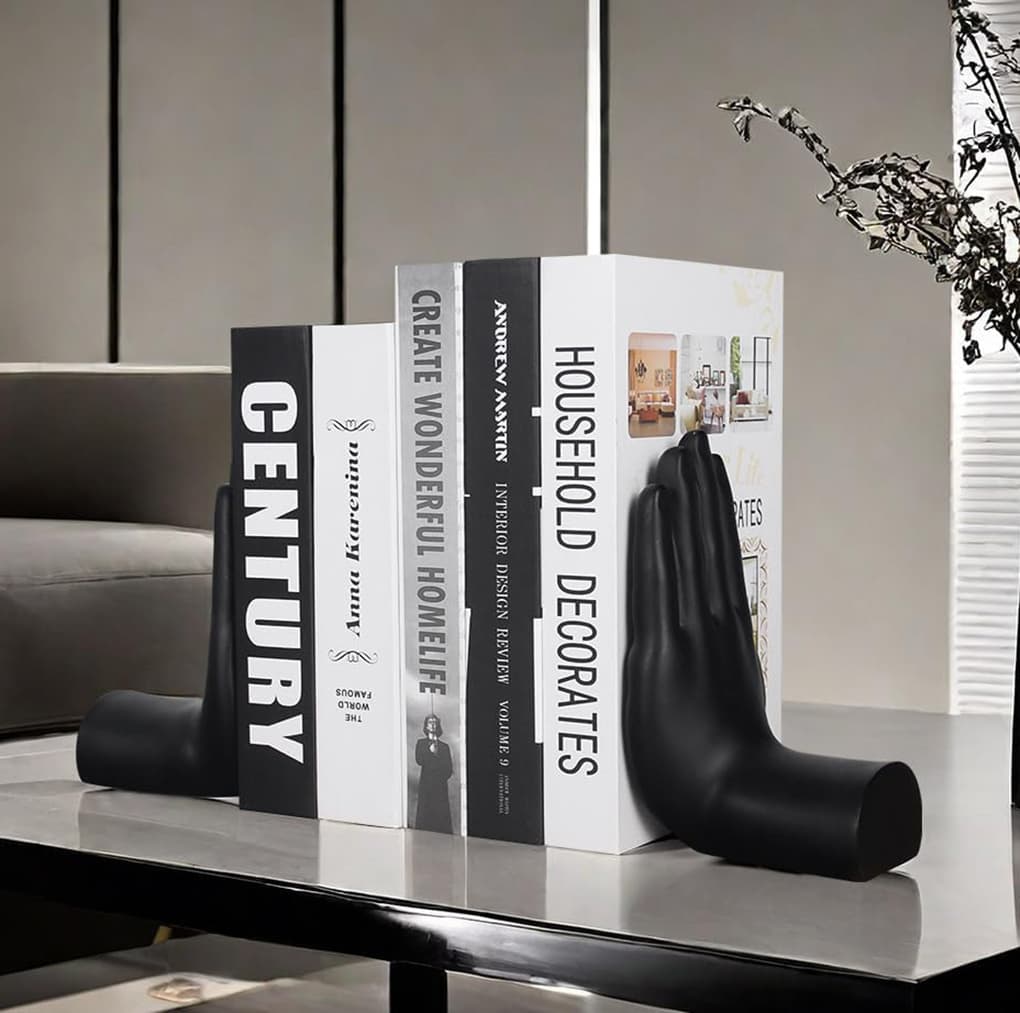 CENTURY
Anna Karenina
THE
WORLD
FAMOUS
CREATE WONDERFUL HOMELIFE
ANDREW MARTIN INTERIOR DESIGN REVIEW VOLUME 9
HOUSEHOLD DECORATES
Life
RATES